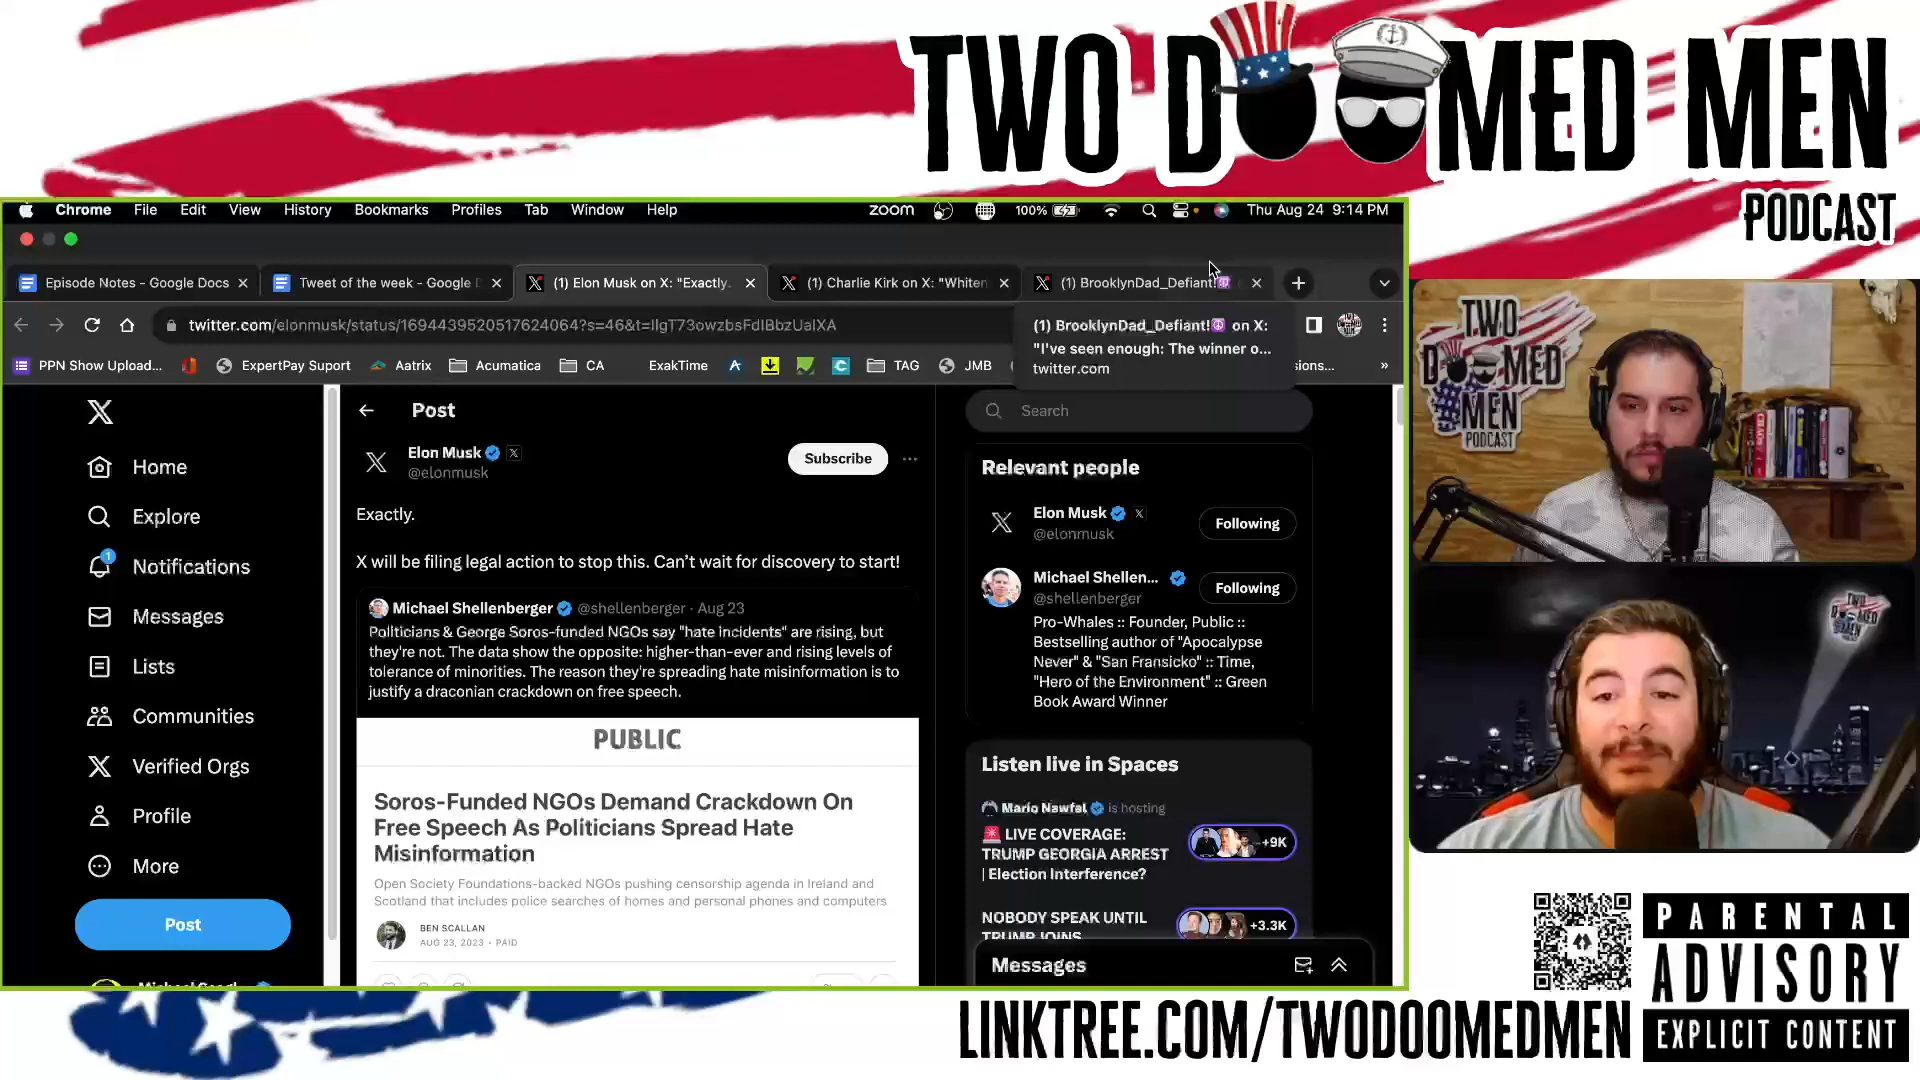 TWO DOOMED MEN
PODCAST
Chrome File Edit View History Bookmarks Profiles Tab Window Help zoom 100% Thu Aug 24 9:14 PM
Episode Notes - Google Docs
Tweet of the week - Google
(1) Elon Musk on X: "Exactly.
(1) Charlie Kirk on X: "Whiten
(1) BrooklynDad_Defiant!
twitter.com/elonmusk/status/1694439520517624064?s=46&t=
(1) BrooklynDad_Defiant!☮ on X:
"I've seen enough: The winner o...
twitter.com
PPN Show Upload... ExpertPay Suport Aatrix Acumatica CA ExakTime TAG JMB sions... »
Home
Explore
1
Notifications
Messages
Lists
Communities
Verified Orgs
Profile
More
Post
Post
Elon Musk
@elonmusk
Subscribe
Exactly.
X will be filing legal action to stop this. Can't wait for discovery to start!
Michael Shellenberger @shellenberger · Aug 23
Politicians & George Soros-funded NGOs say "hate incidents" are rising, but
they're not. The data show the opposite: higher-than-ever and rising levels of
tolerance of minorities. The reason they're spreading hate misinformation is to
justify a draconian crackdown on free speech.
PUBLIC
Soros-Funded NGOs Demand Crackdown On
Free Speech As Politicians Spread Hate
Misinformation
Open Society Foundations-backed NGOs pushing censorship agenda in Ireland and
Scotland that includes police searches of homes and personal phones and computers
BEN SCALLAN
AUG 23, 2023 • PAID
Search
Relevant people
Elon Musk
@elonmusk
Following
Michael Shellen...
@shellenberger
Following
Pro-Whales :: Founder, Public ::
Bestselling author of "Apocalypse
Never" & "San Fransicko" :: Time,
"Hero of the Environment" :: Green
Book Award Winner
Listen live in Spaces
Mario Nawfal is hosting
🚨 LIVE COVERAGE:
TRUMP GEORGIA ARREST
| Election Interference?
+9K
NOBODY SPEAK UNTIL
TRUMP JOINS
+3.3K
Messages
TWO
DOOMED
MEN
PODCAST
CHAOS
TWO
DOOMED
MEN
LINKTREE.COM/TWODOOMEDMEN
PARENTAL
ADVISORY
EXPLICIT CONTENT